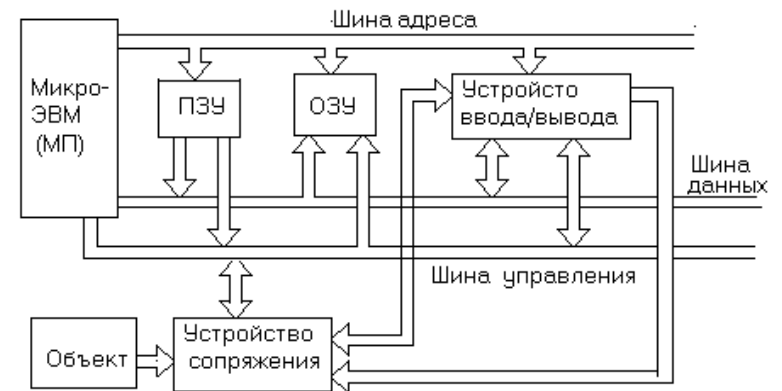 Шина адреса
Микро-
ЭВМ
(МП)
ПЗУ
ОЗУ
Устройсто
ввода/вывода
Шина
данных
Шина управления
Объект
Устройство
сопряжения